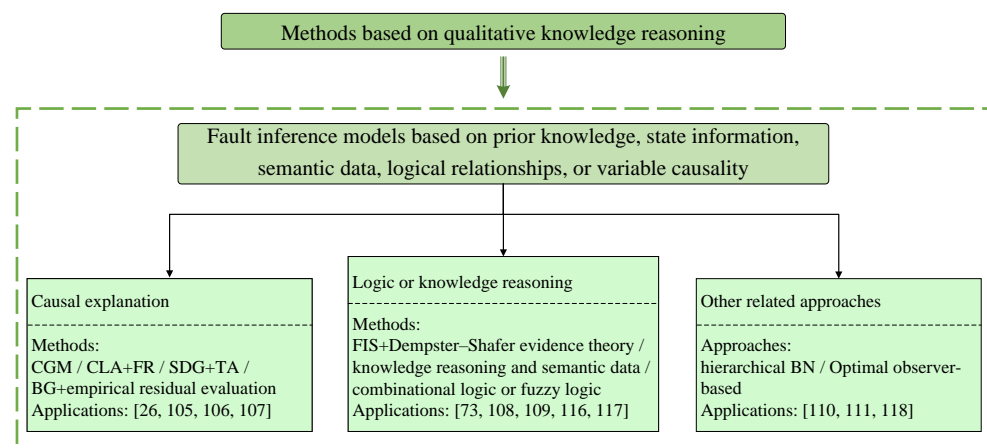 Methods based on qualitative knowledge reasoning
Fault inference models based on prior knowledge, state information,
semantic data, logical relationships, or variable causality
Causal explanation
Methods:
CGM / CLA+FR / SDG+TA /
BG+empirical residual evaluation
Applications: [26, 105, 106, 107]
Logic or knowledge reasoning
Methods:
FIS+Dempster–Shafer evidence theory /
knowledge reasoning and semantic data /
combinational logic or fuzzy logic
Applications: [73, 108, 109, 116, 117]
Other related approaches
Approaches:
hierarchical BN / Optimal observer-
based
Applications: [110, 111, 118]